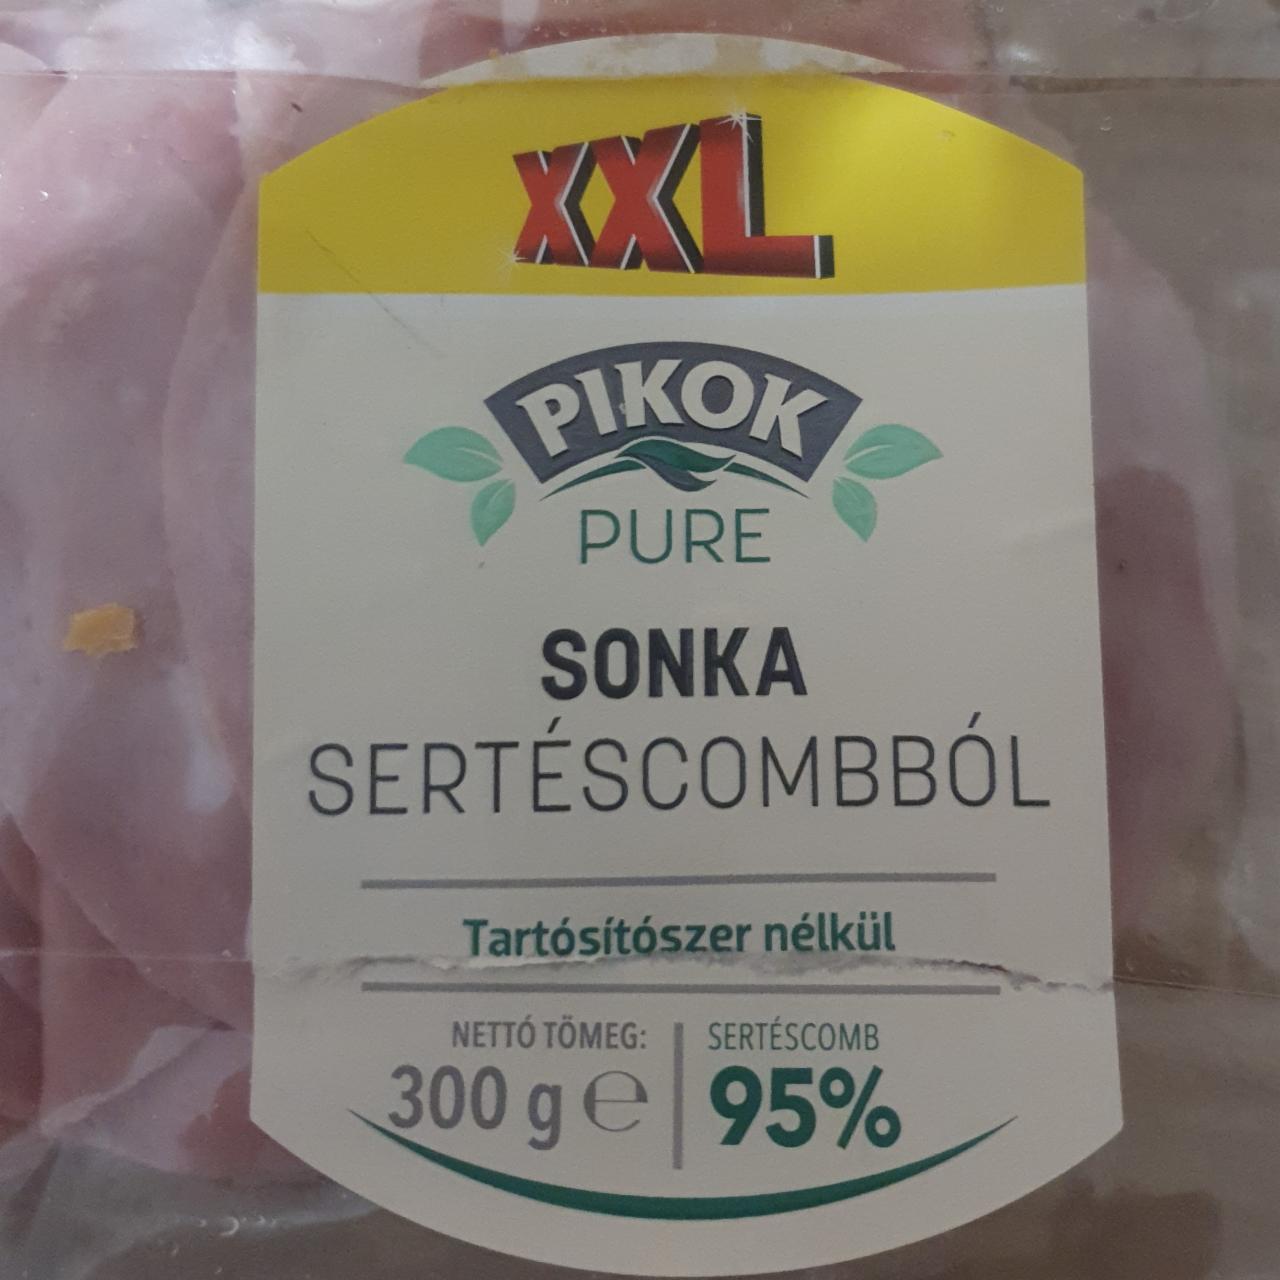 XXL
PIKOK
PURE
SONKA
SERTÉSCOMBBÓL
Tartósítószer nélkül
NETTÓ TÖMEG:
300 g ℮
SERTÉSCOMB
95%